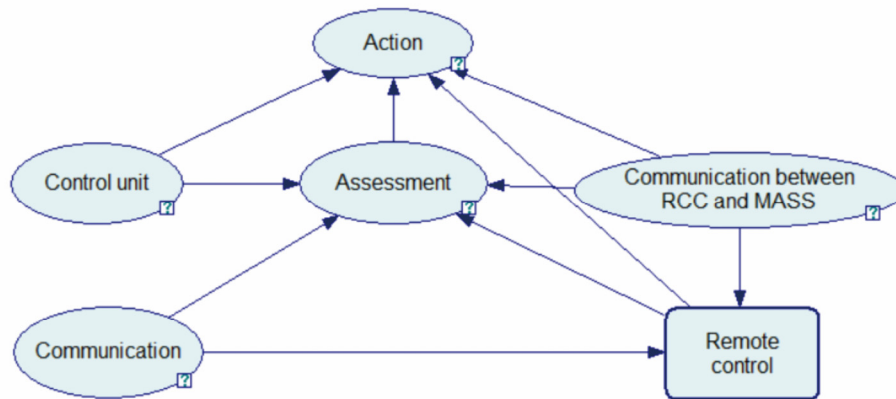 Action
?
Control unit
?
Assessment
?
Communication between
RCC and MASS
?
Communication
?
Remote
control